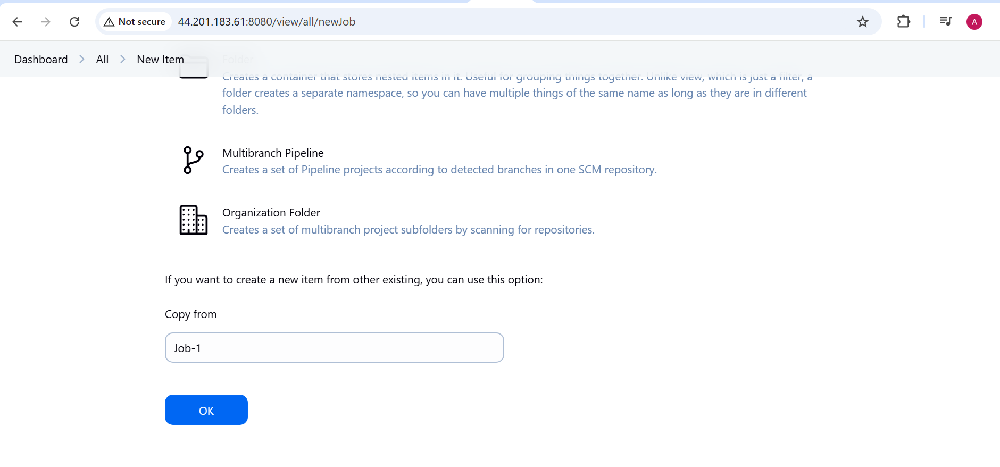 Not secure
44.201.183.61:8080/view/all/newJob
A
Dashboard
All
New Item
Folder
Creates a container that stores nested items in it. Useful for grouping things together. Unlike view, which is just a filter, a
folder creates a separate namespace, so you can have multiple things of the same name as long as they are in different
folders.
Multibranch Pipeline
Creates a set of Pipeline projects according to detected branches in one SCM repository.
Organization Folder
Creates a set of multibranch project subfolders by scanning for repositories.
If you want to create a new item from other existing, you can use this option:
Copy from
Job-1
OK